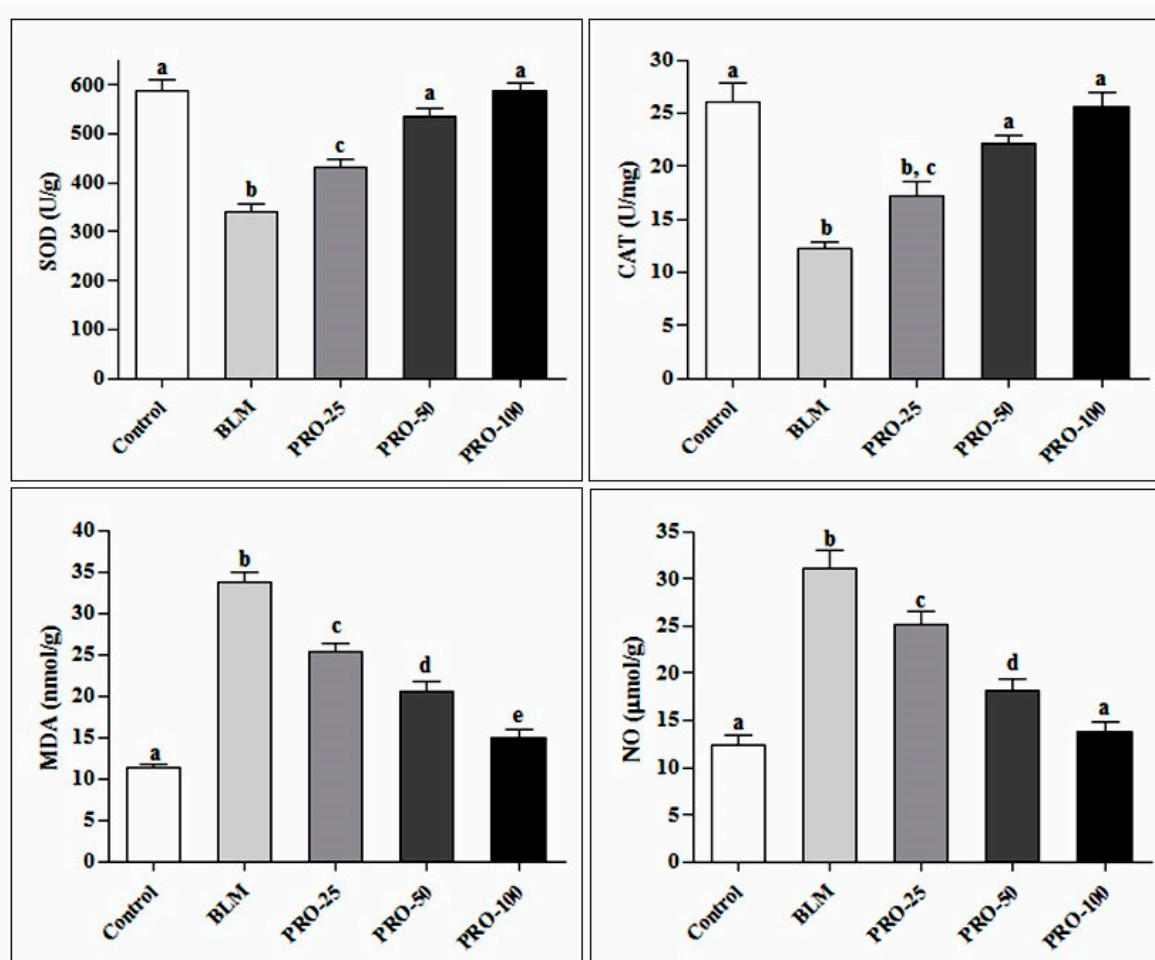 SOD (U/g)
600
500
400
300
200
100
0
a
b
c
a
a
Control
BLM
PRO-25
PRO-50
PRO-100
CAT (U/mg)
30
25
20
15
10
5
0
a
b
b, c
a
a
Control
BLM
PRO-25
PRO-50
PRO-100
MDA (nmol/g)
40
35
30
25
20
15
10
5
0
a
b
c
d
e
Control
BLM
PRO-25
PRO-50
PRO-100
NO (μmol/g)
35
30
25
20
15
10
5
0
a
b
c
d
a
Control
BLM
PRO-25
PRO-50
PRO-100